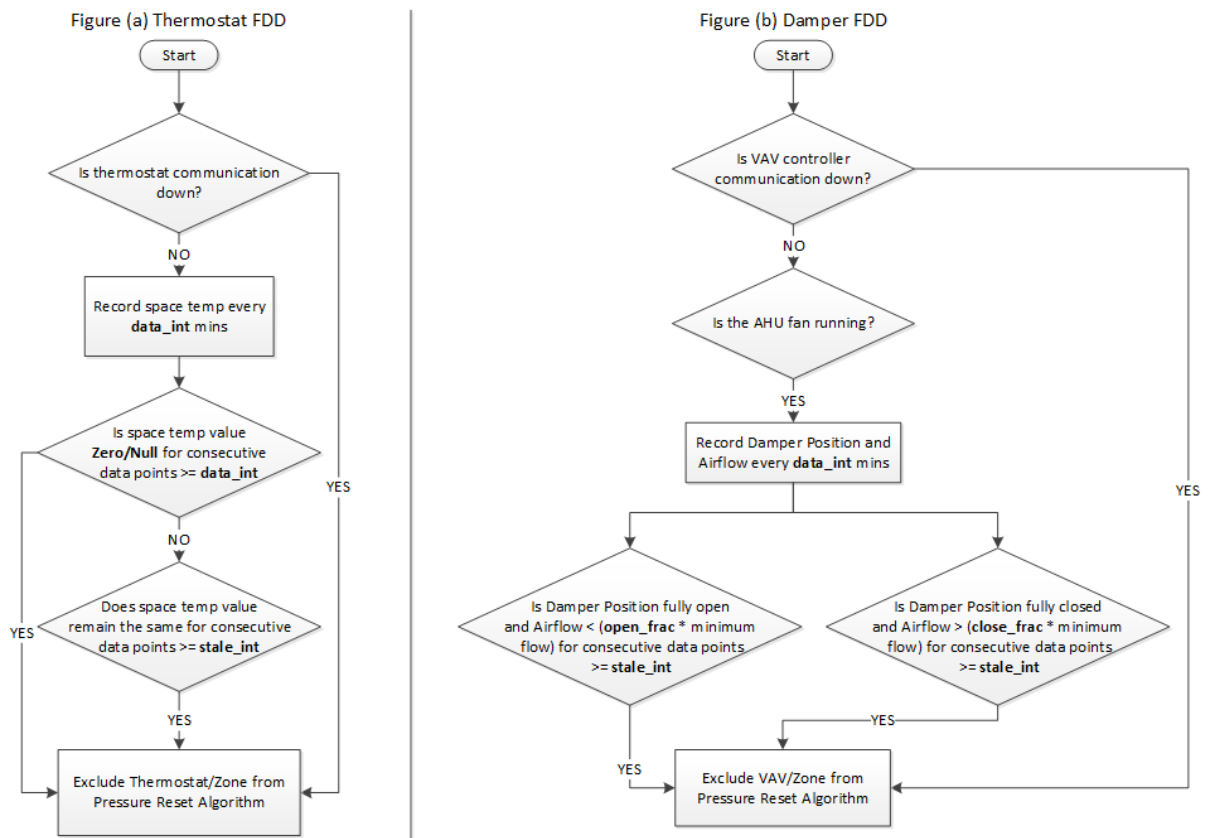 Figure (a) Thermostat FDD
Start
Is thermostat communication
down?
NO
Record space temp every
data_int mins
Is space temp value
Zero/Null for consecutive
data points >= data_int
YES
NO
Does space temp value
remain the same for consecutive
data points >= stale_int
YES
YES
Exclude Thermostat/Zone from
Pressure Reset Algorithm
Figure (b) Damper FDD
Start
Is VAV controller
communication down?
NO
Is the AHU fan running?
YES
Record Damper Position and
Airflow every data_int mins
YES
Is Damper Position fully open
and Airflow < (open_frac * minimum
flow) for consecutive data points
>= stale_int
Is Damper Position fully closed
and Airflow > (close_frac * minimum
flow) for consecutive data points
>= stale_int
YES
YES
Exclude VAV/Zone from
Pressure Reset Algorithm